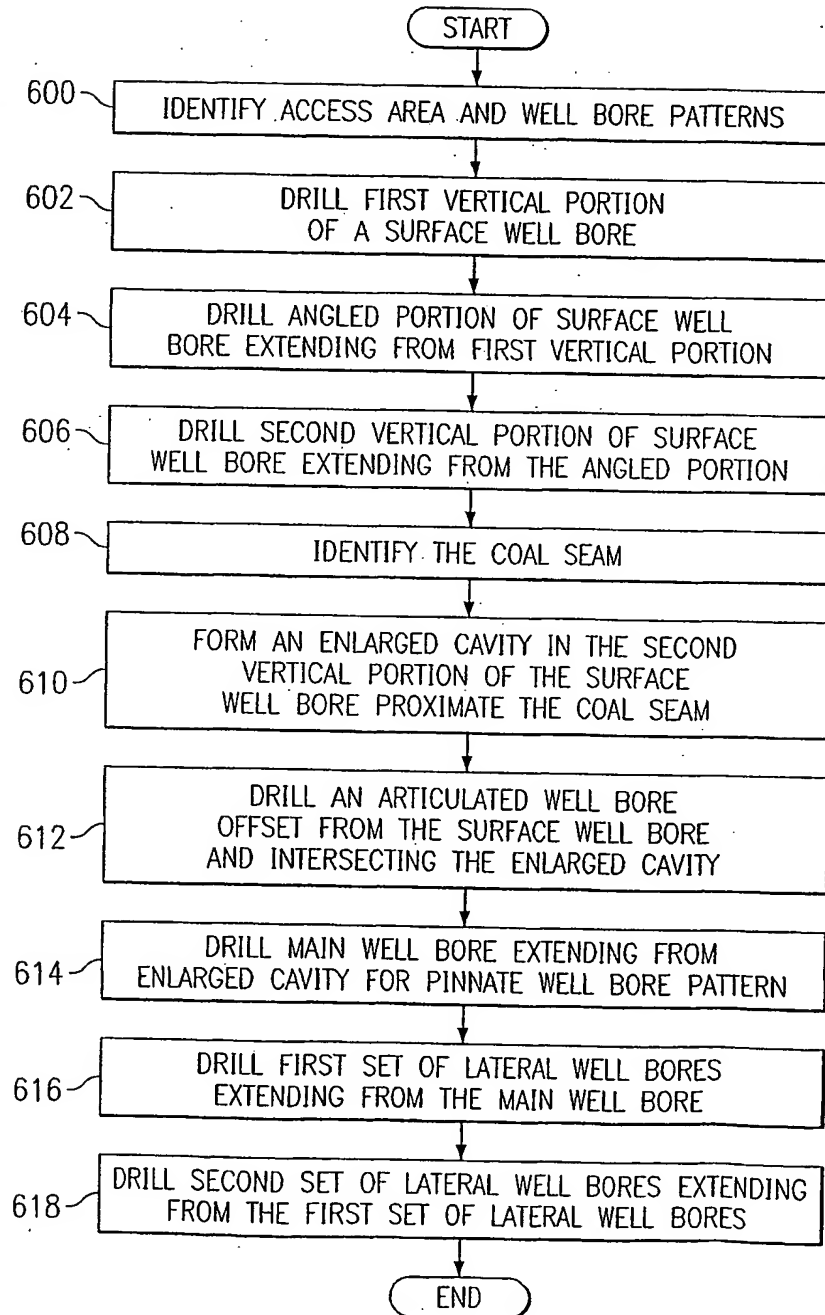 START
600
IDENTIFY ACCESS AREA AND WELL BORE PATTERNS
602
DRILL FIRST VERTICAL PORTION
OF A SURFACE WELL BORE
604
DRILL ANGLED PORTION OF SURFACE WELL
BORE EXTENDING FROM FIRST VERTICAL PORTION
606
DRILL SECOND VERTICAL PORTION OF SURFACE
WELL BORE EXTENDING FROM THE ANGLED PORTION
608
IDENTIFY THE COAL SEAM
610
FORM AN ENLARGED CAVITY IN THE SECOND
VERTICAL PORTION OF THE SURFACE
WELL BORE PROXIMATE THE COAL SEAM
612
DRILL AN ARTICULATED WELL BORE
OFFSET FROM THE SURFACE WELL BORE
AND INTERSECTING THE ENLARGED CAVITY
614
DRILL MAIN WELL BORE EXTENDING FROM
ENLARGED CAVITY FOR PINNATE WELL BORE PATTERN
616
DRILL FIRST SET OF LATERAL WELL BORES
EXTENDING FROM THE MAIN WELL BORE
618
DRILL SECOND SET OF LATERAL WELL BORES EXTENDING
FROM THE FIRST SET OF LATERAL WELL BORES
END